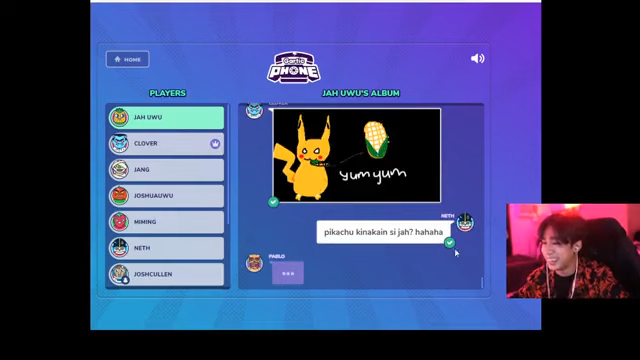 HOME
Gartic
PHONE
PLAYERS
JAH UWU'S ALBUM
JAH UWU
CLOVER
JANG
JOSHUAUWU
MIMING
NETH
JOSHCULLEN
yum yum
NETH
pikachu kinakain si jah? hahaha
PABLO